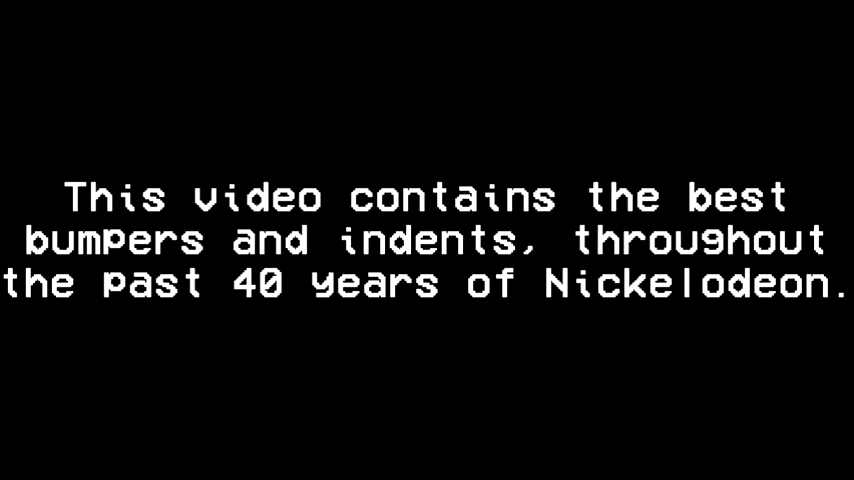 This video contains the best
bumpers and indents, throughout
the past 40 years of Nickelodeon.